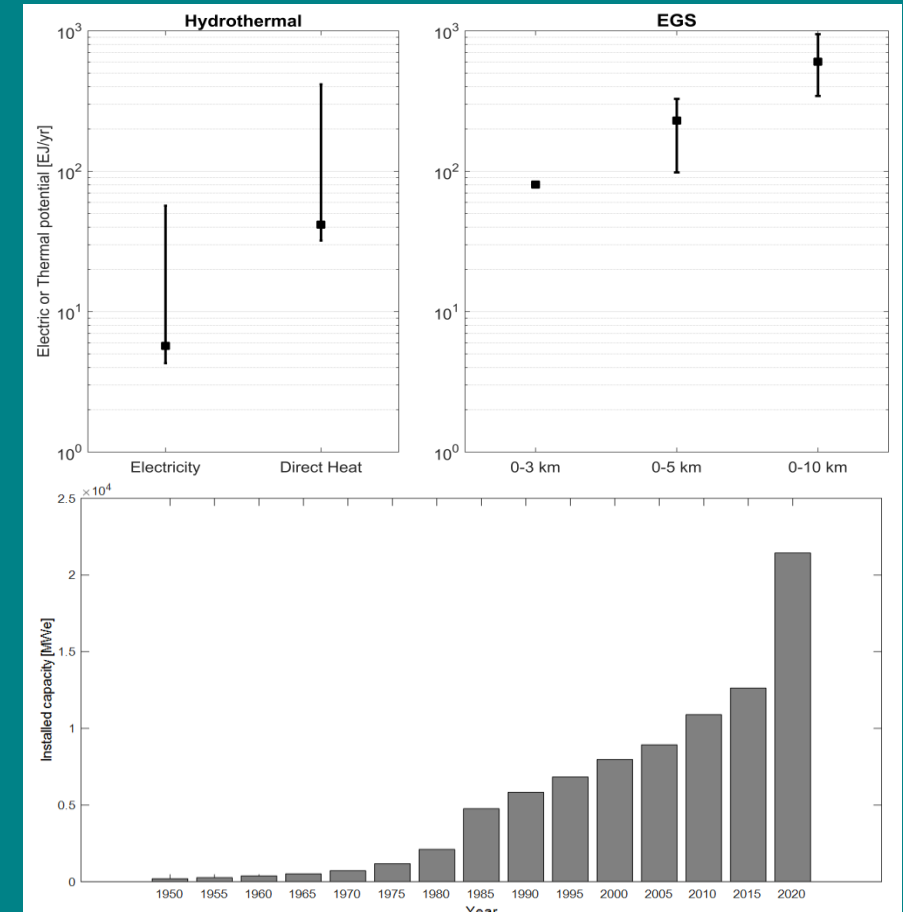 Hydrothermal
EGS
Electric or Thermal potential [EJ/yr]
10³
10²
10¹
10⁰
Electricity Direct Heat
10³
10²
10¹
10⁰
0-3 km 0-5 km 0-10 km
×10⁴
Installed capacity [MWe]
2.5
2
1.5
1
0.5
0
1950 1955 1960 1965 1970 1975 1980 1985 1990 1995 2000 2005 2010 2015 2020
Year